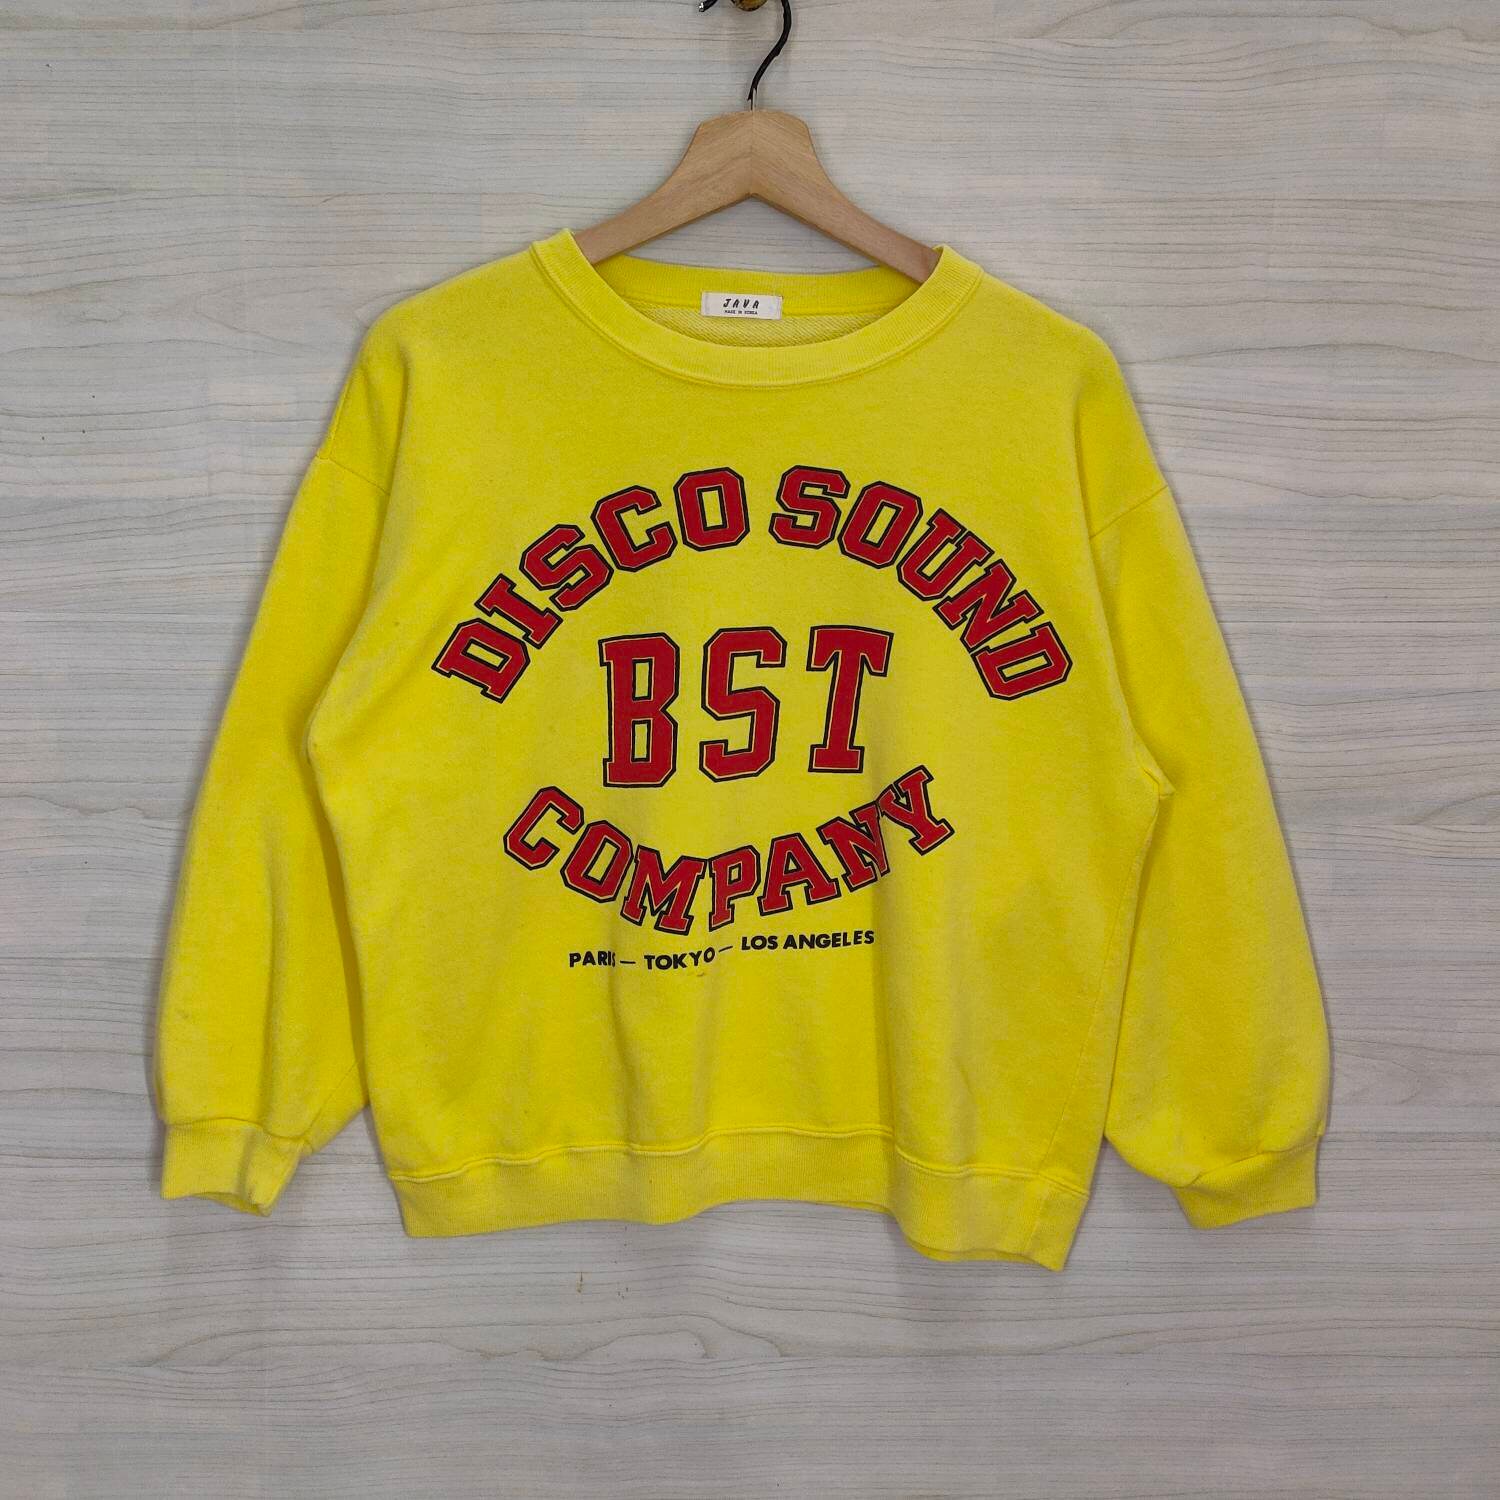 JAVA
MADE IN KOREA
DISCO SOUND
BST
COMPANY
PARIS — TOKYO — LOS ANGELES